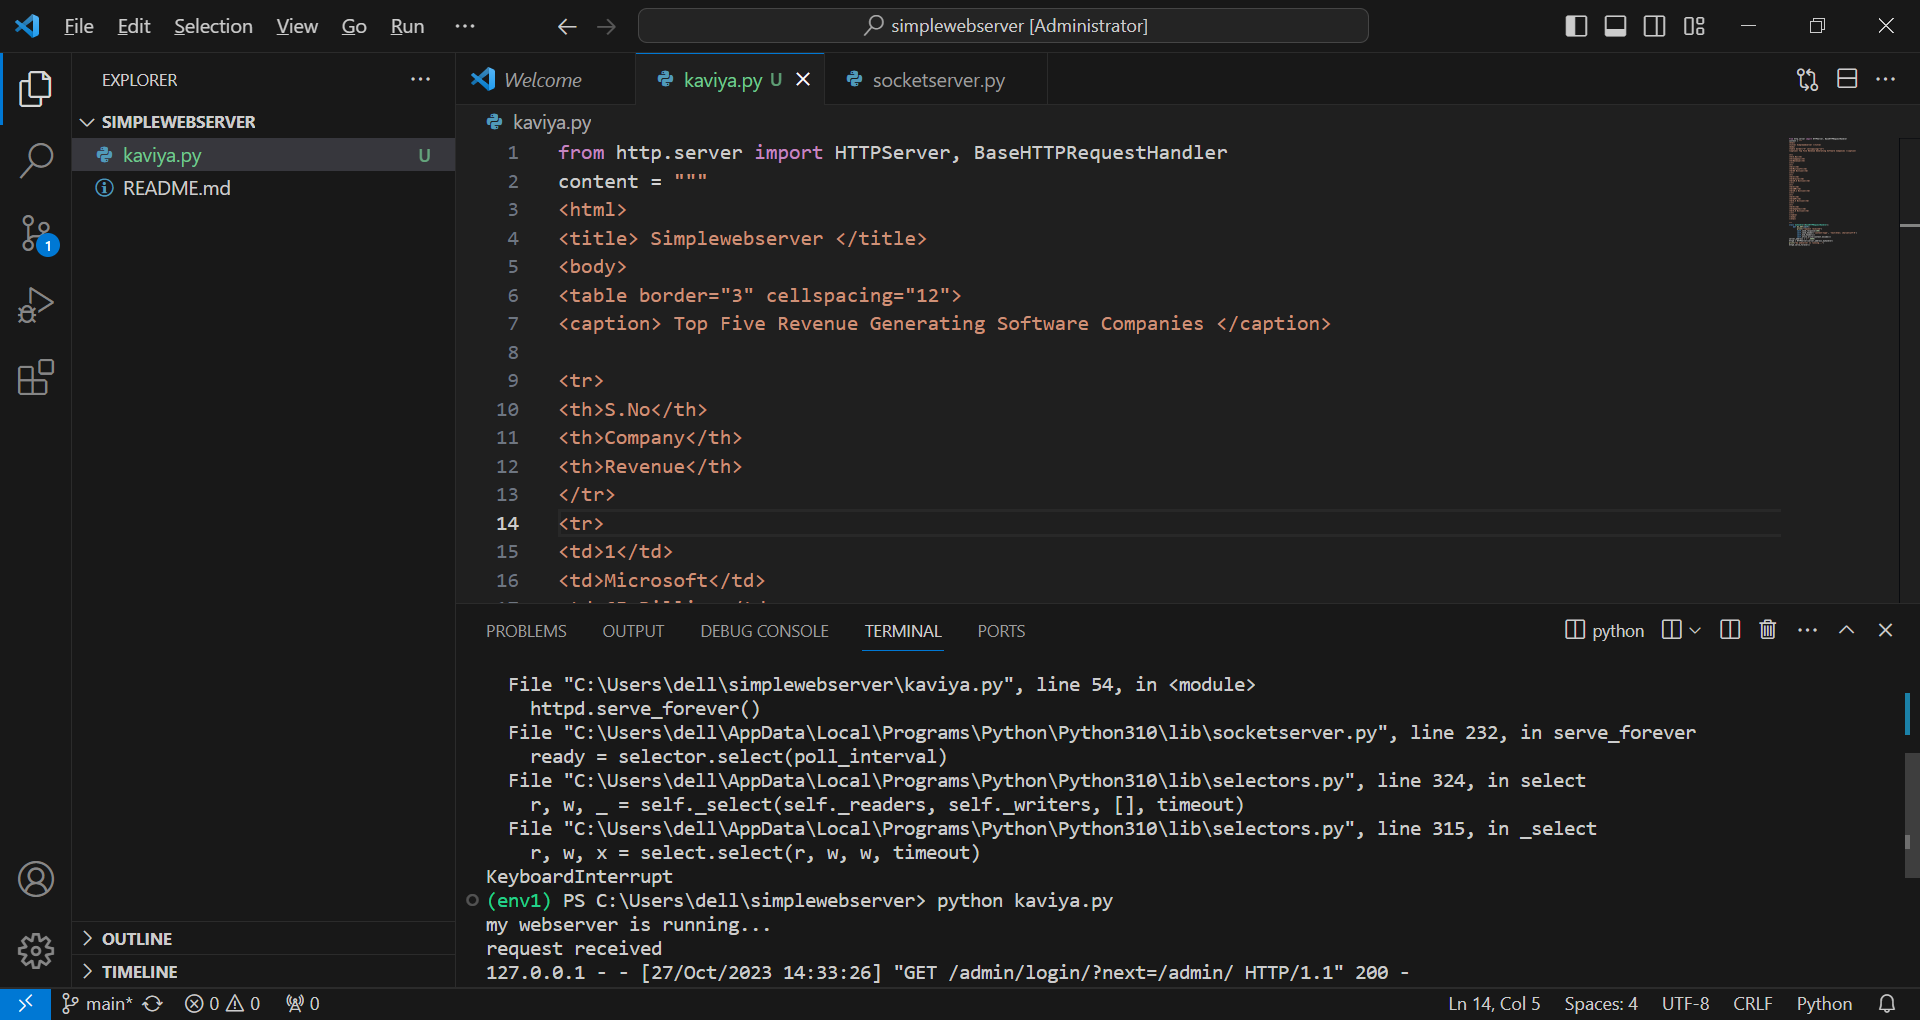 File Edit Selection View Go Run ··· simplewebserver [Administrator]
EXPLORER ···
SIMPLEWEBSERVER
kaviya.py U
README.md
1
Welcome kaviya.py U socketserver.py
kaviya.py
1 from http.server import HTTPServer, BaseHTTPRequestHandler
2 content = """
3 <html>
4 <title> Simplewebserver </title>
5 <body>
6 <table border="3" cellspacing="12">
7 <caption> Top Five Revenue Generating Software Companies </caption>
8
9 <tr>
10 <th>S.No</th>
11 <th>Company</th>
12 <th>Revenue</th>
13 </tr>
14 <tr>
15 <td>1</td>
16 <td>Microsoft</td>
PROBLEMS OUTPUT DEBUG CONSOLE TERMINAL PORTS python
File "C:\Users\dell\simplewebserver\kaviya.py", line 54, in <module>
httpd.serve_forever()
File "C:\Users\dell\AppData\Local\Programs\Python\Python310\lib\socketserver.py", line 232, in serve_forever
ready = selector.select(poll_interval)
File "C:\Users\dell\AppData\Local\Programs\Python\Python310\lib\selectors.py", line 324, in select
r, w, _ = self._select(self._readers, self._writers, [], timeout)
File "C:\Users\dell\AppData\Local\Programs\Python\Python310\lib\selectors.py", line 315, in _select
r, w, x = select.select(r, w, w, timeout)
KeyboardInterrupt
(env1) PS C:\Users\dell\simplewebserver> python kaviya.py
my webserver is running...
request received
127.0.0.1 - - [27/Oct/2023 14:33:26] "GET /admin/login/?next=/admin/ HTTP/1.1" 200 -
OUTLINE
TIMELINE
main* 0 0 0 Ln 14, Col 5 Spaces: 4 UTF-8 CRLF Python